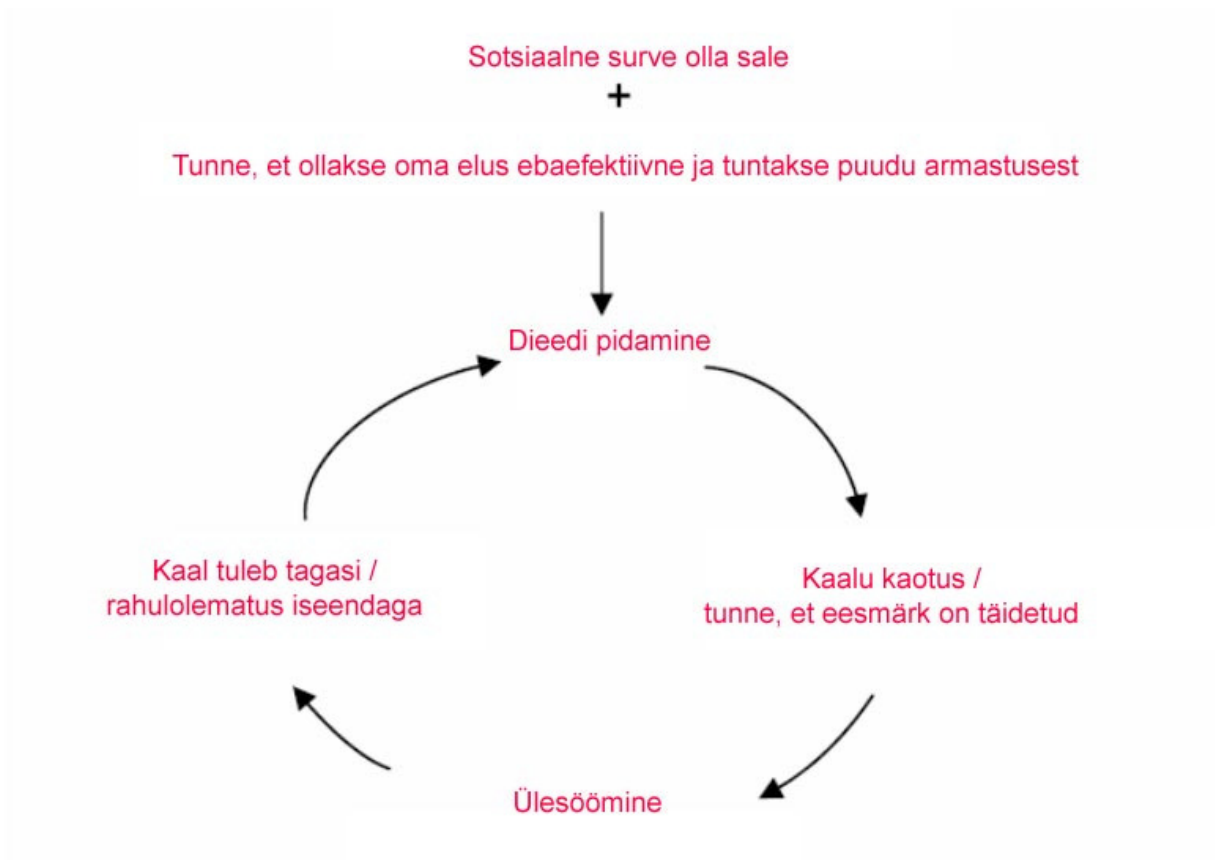 Sotsiaalne surve olla sale
+
Tunne, et ollakse oma elus ebaefektiivne ja tuntakse puudu armastusest
Dieedi pidamine
Kaalu kaotus /
tunne, et eesmärk on täidetud
Ülesöömine
Kaal tuleb tagasi /
rahulolematus iseendaga